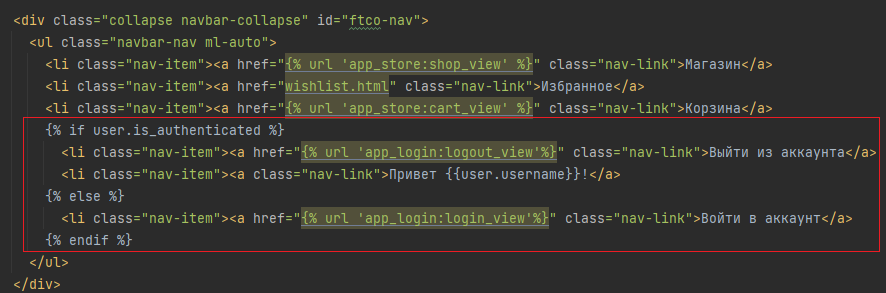 <div class="collapse navbar-collapse" id="ftco-nav">
<ul class="navbar-nav ml-auto">
<li class="nav-item"><a href="{% url 'app_store:shop_view' %}" class="nav-link">Магазин</a>
<li class="nav-item"><a href="wishlist.html" class="nav-link">Избранное</a>
<li class="nav-item"><a href="{% url 'app_store:cart_view' %}" class="nav-link">Корзина</a>
{% if user.is_authenticated %}
<li class="nav-item"><a href="{% url 'app_login:logout_view'%}" class="nav-link">Выйти из аккаунта</a>
<li class="nav-item"><a class="nav-link">Привет {{user.username}}!</a>
{% else %}
<li class="nav-item"><a href="{% url 'app_login:login_view'%}" class="nav-link">Войти в аккаунт</a>
{% endif %}
</ul>
</div>